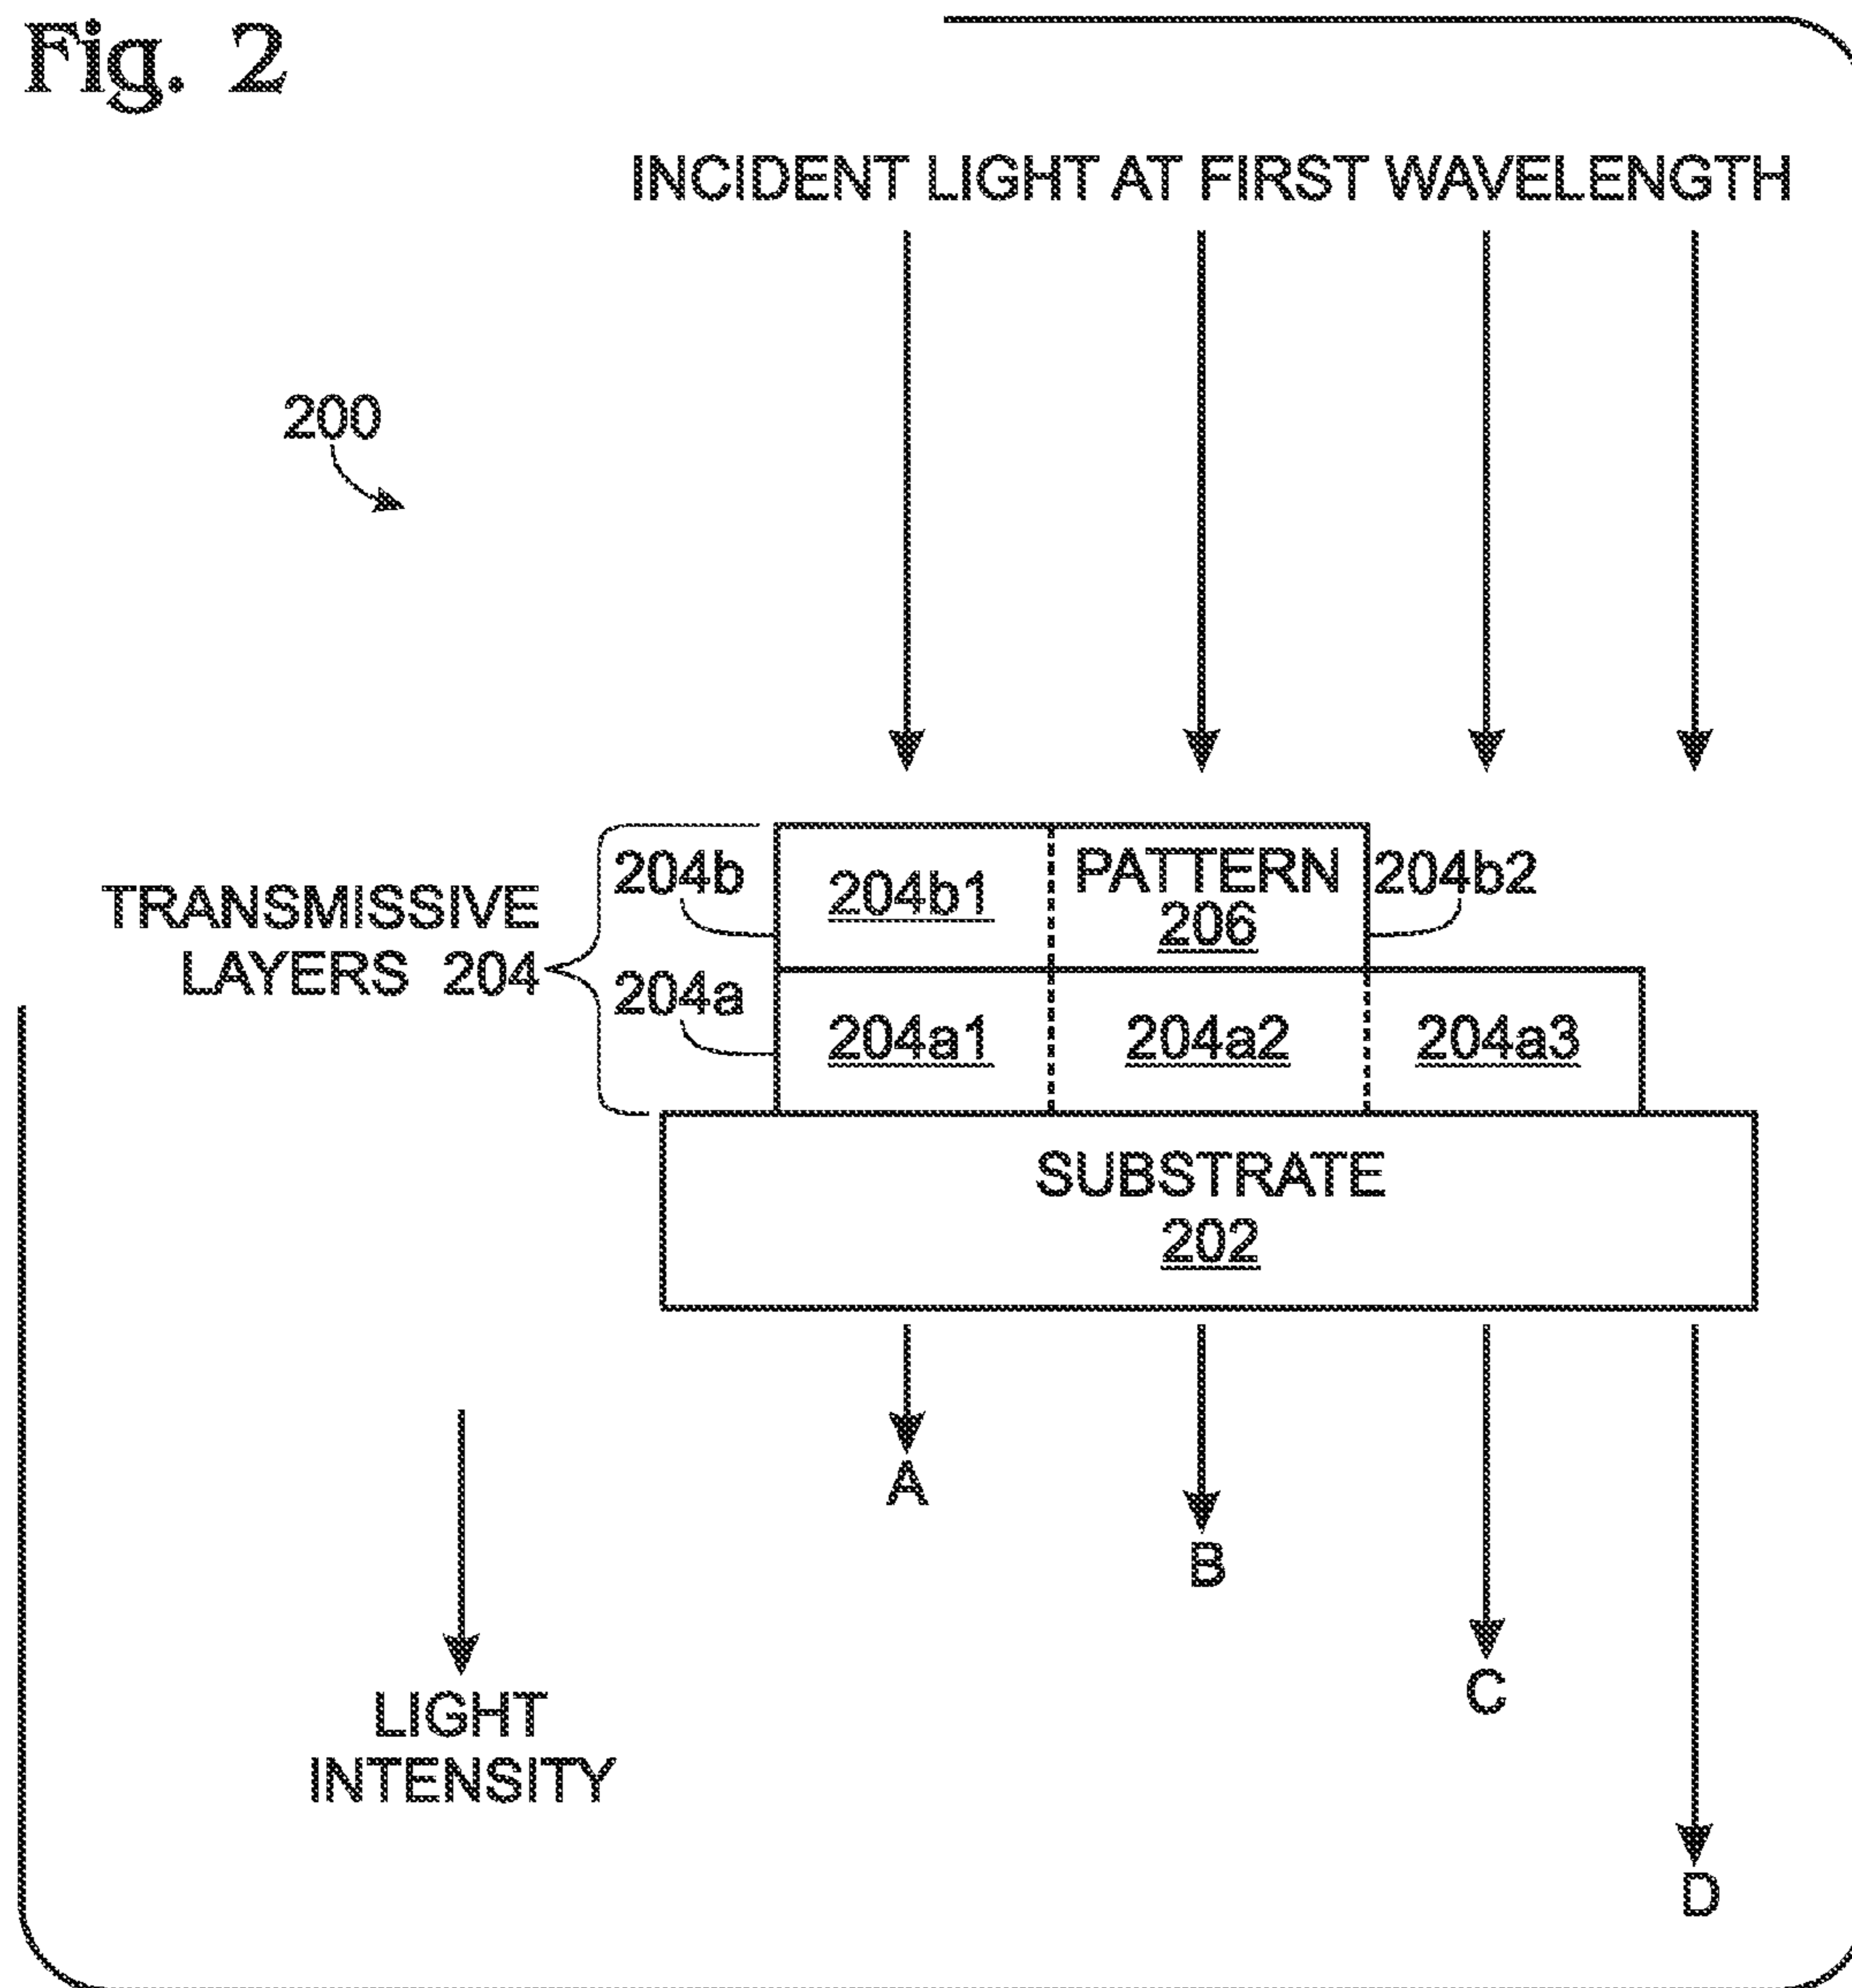 Fig. 2
INCIDENT LIGHT AT FIRST WAVELENGTH
200
TRANSMISSIVE
LAYERS 204
204b
204b1
PATTERN
206
204b2
204a
204a1
204a2
204a3
SUBSTRATE
202
A
B
C
D
LIGHT
INTENSITY